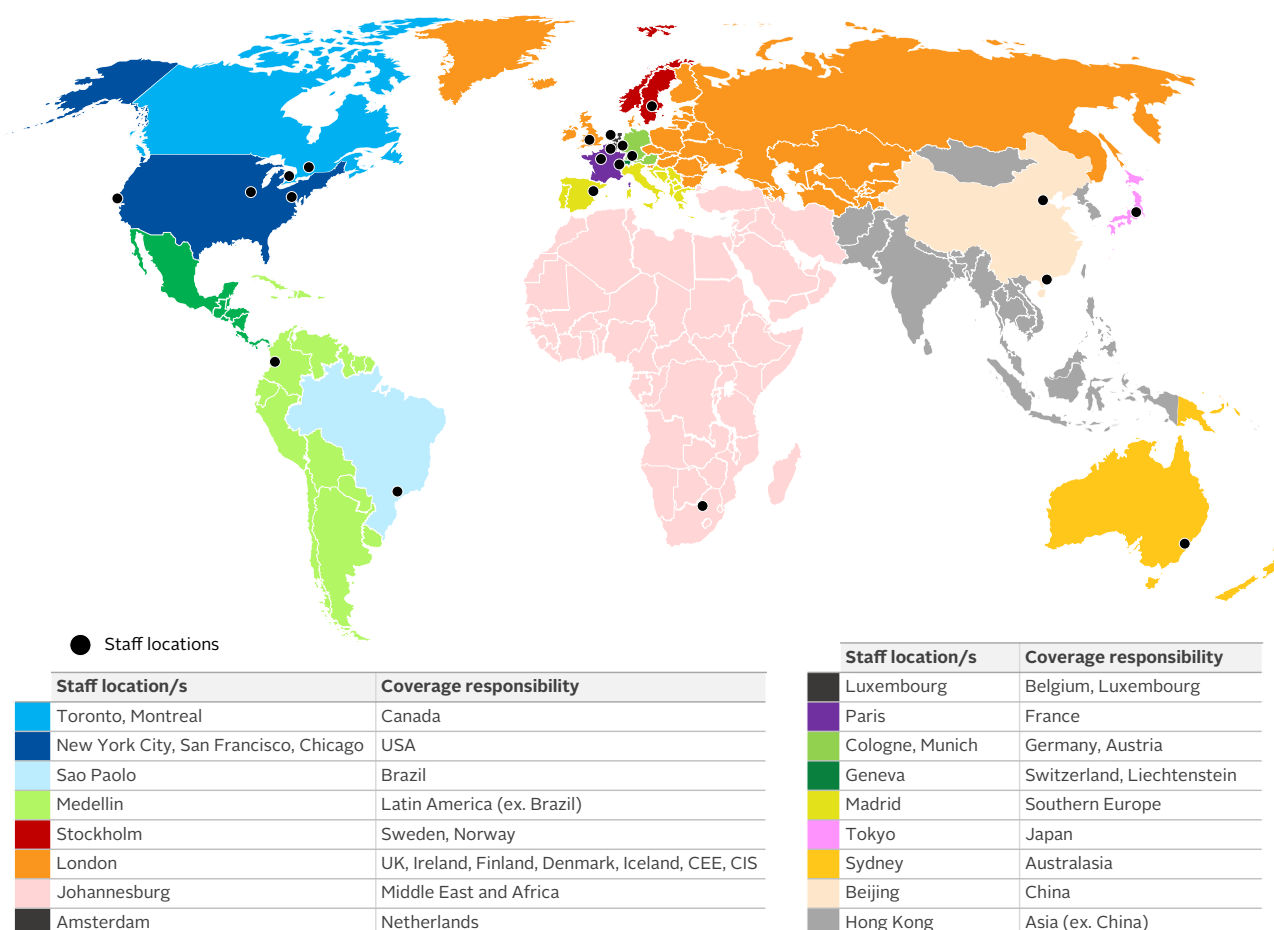 Staff locations
Staff location/s Coverage responsibility
Toronto, Montreal Canada
New York City, San Francisco, Chicago USA
Sao Paolo Brazil
Medellin Latin America (ex. Brazil)
Stockholm Sweden, Norway
London UK, Ireland, Finland, Denmark, Iceland, CEE, CIS
Johannesburg Middle East and Africa
Amsterdam Netherlands
Staff location/s Coverage responsibility
Luxembourg Belgium, Luxembourg
Paris France
Cologne, Munich Germany, Austria
Geneva Switzerland, Liechtenstein
Madrid Southern Europe
Tokyo Japan
Sydney Australasia
Beijing China
Hong Kong Asia (ex. China)